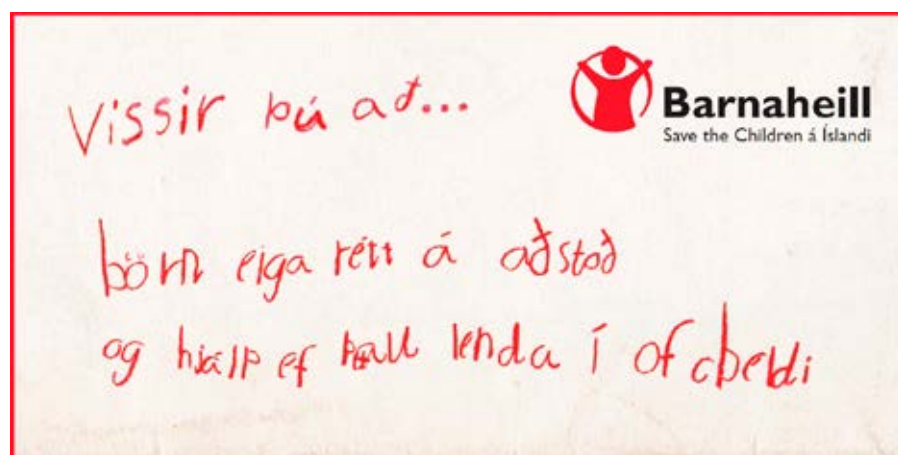 Vissir þú að...
Barnaheill
Save the Children á Íslandi
börn eiga rétt á aðstoð
og hjálp ef þau lenda í ofbeldi